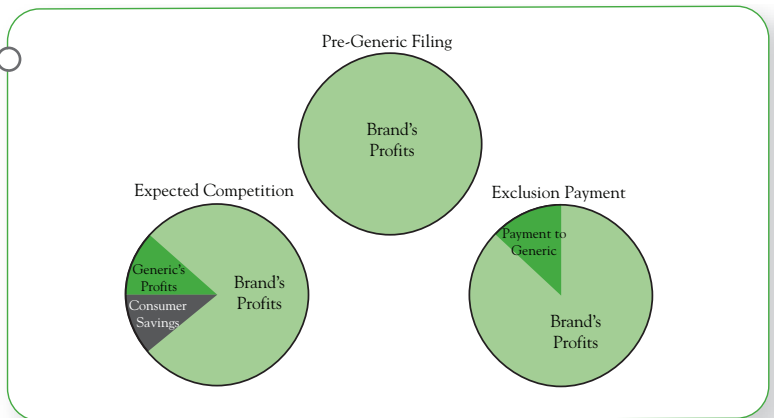 Pre-Generic Filing
Brand's
Profits
Expected Competition
Generic's
Profits
Consumer
Savings
Brand's
Profits
Exclusion Payment
Payment to
Generic
Brand's
Profits